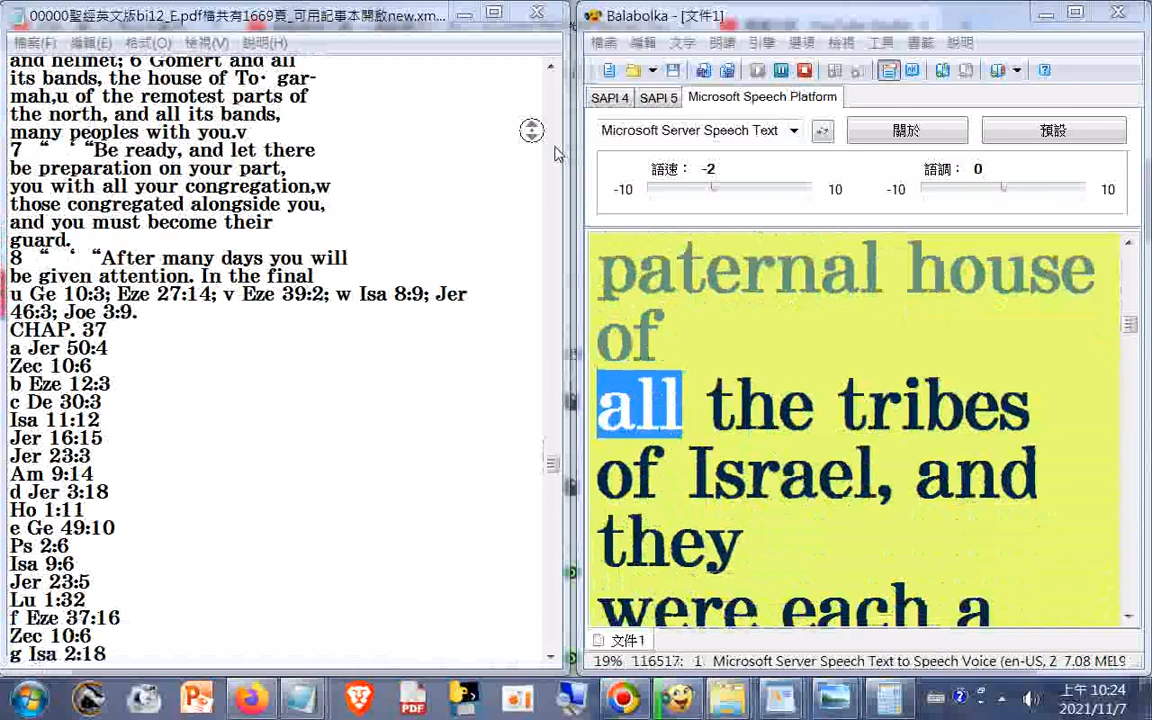 00000聖經英文版bi12_E.pdf檔共有1669頁_可用記事本開啟new.xm...
檔案(F) 編輯(E) 格式(O) 檢視(V) 說明(H)
and helmet; 6 Gomert and all
its bands, the house of To· gar-
mah,u of the remotest parts of
the north, and all its bands,
many peoples with you.v
7 “ ‘ “Be ready, and let there
be preparation on your part,
you with all your congregation,w
those congregated alongside you,
and you must become their
guard.
8 “ ‘ “After many days you will
be given attention. In the final
u Ge 10:3; Eze 27:14; v Eze 39:2; w Isa 8:9; Jer
46:3; Joe 3:9.
CHAP. 37
a Jer 50:4
Zec 10:6
b Eze 12:3
c De 30:3
Isa 11:12
Jer 16:15
Jer 23:3
Am 9:14
d Jer 3:18
Ho 1:11
e Ge 49:10
Ps 2:6
Isa 9:6
Jer 23:5
Lu 1:32
f Eze 37:16
Zec 10:6
g Isa 2:18
Balabolka - [文件1]
檔案 編輯 文字 朗讀 引擎 選項 檢視 工具 書籤 說明
SAPI 4 SAPI 5 Microsoft Speech Platform
Microsoft Server Speech Text 關於 預設
語速： -2 語調： 0
-10 10 -10 10
paternal house
of
all the tribes
of Israel, and
they
were each a
文件1
19% 116517: 1 Microsoft Server Speech Text to Speech Voice (en-US, 2 7.08 MEL9
PDF
上午 10:24
2021/11/7